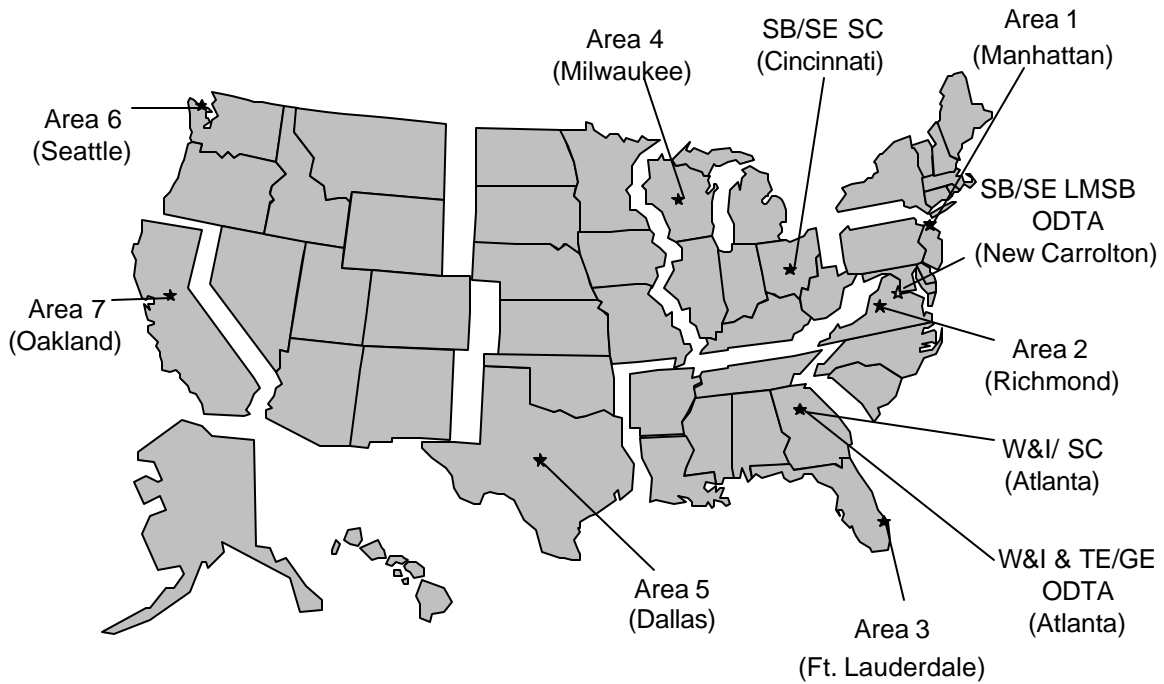 Area 1
(Manhattan)
SB/SE SC
(Cincinnati)
Area 4
(Milwaukee)
Area 6
(Seattle)
SB/SE LMSB
ODTA
(New Carrolton)
Area 7
(Oakland)
Area 2
(Richmond)
W&I/ SC
(Atlanta)
W&I & TE/GE
ODTA
(Atlanta)
Area 5
(Dallas)
Area 3
(Ft. Lauderdale)